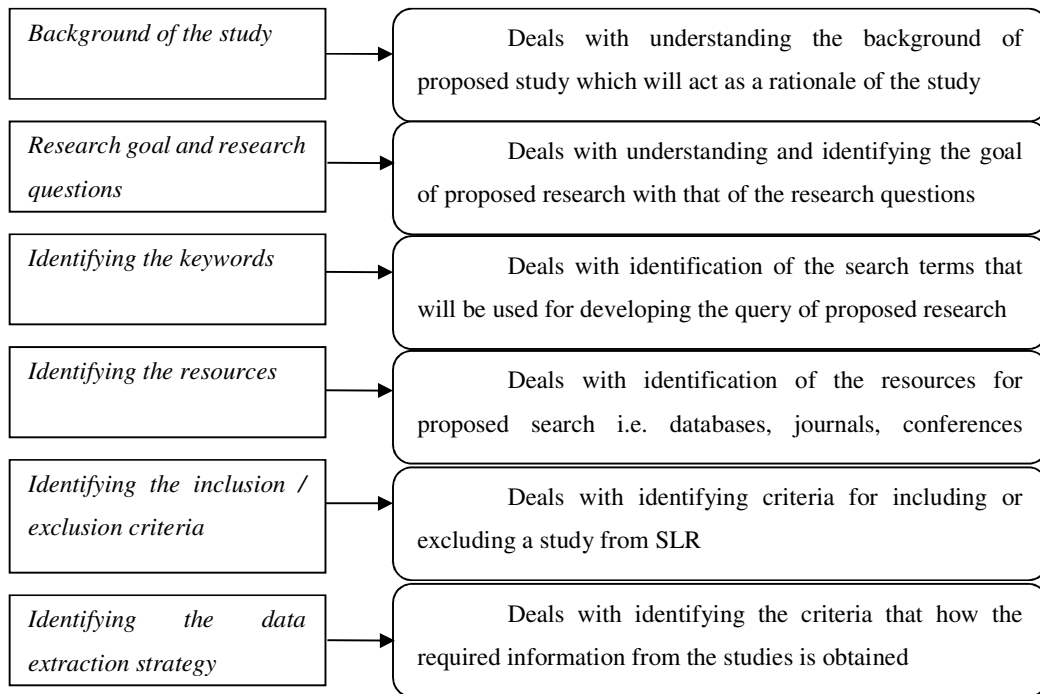 Background of the study
Deals with understanding the background of
proposed study which will act as a rationale of the study
Research goal and research
questions
Deals with understanding and identifying the goal
of proposed research with that of the research questions
Identifying the keywords
Deals with identification of the search terms that
will be used for developing the query of proposed research
Identifying the resources
Deals with identification of the resources for
proposed search i.e. databases, journals, conferences
Identifying the inclusion /
exclusion criteria
Deals with identifying criteria for including or
excluding a study from SLR
Identifying the data
extraction strategy
Deals with identifying the criteria that how the
required information from the studies is obtained